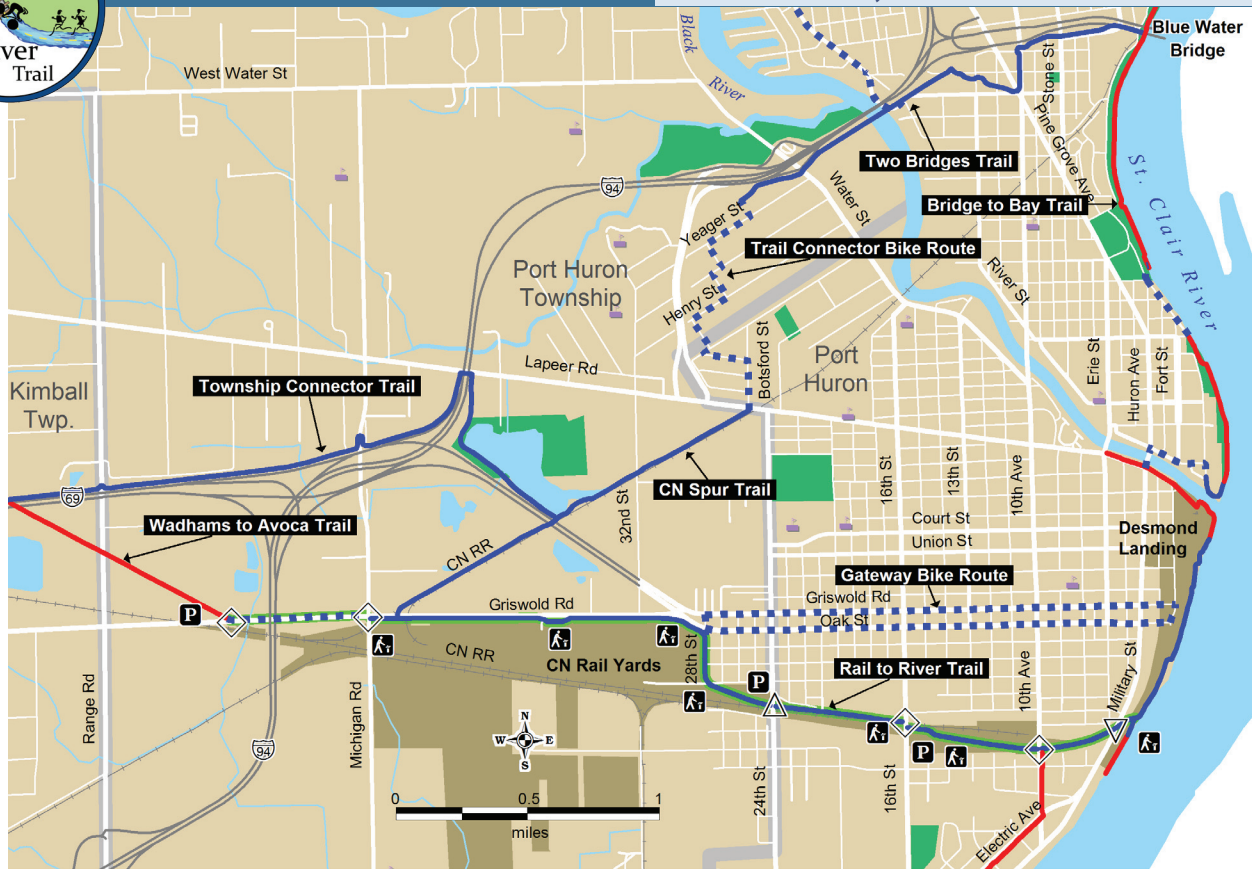 ver
Trail
West Water St
Black
River
Stone St
Blue Water
Bridge
Pine Grove Ave
Two Bridges Trail
94
Water St
Bridge to Bay Trail
St. Clair River
Yeager St
Trail Connector Bike Route
Port Huron
Township
River St
Henry St
Botsford St
Port
Huron
Lapeer Rd
Erie St
Huron Ave
Fort St
Kimball
Twp.
Township Connector Trail
CN Spur Trail
16th St
13th St
10th Ave
69
Wadhams to Avoca Trail
32nd St
Court St
Union St
Desmond
Landing
CN RR
Gateway Bike Route
Griswold Rd
Griswold Rd
Oak St
P
CN RR
CN Rail Yards
28th St
P
Rail to River Trail
10th Ave
Military St
Range Rd
Michigan Rd
94
N
W
E
S
24th St
16th St
P
0
0.5
1
miles
Electric Ave